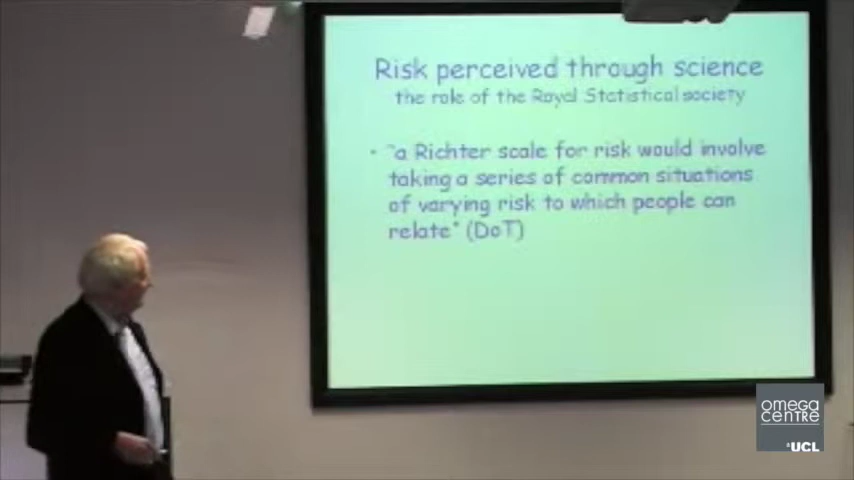 Risk perceived through science
the role of the Royal Statistical society
• "a Richter scale for risk would involve
taking a series of common situations
of varying risk to which people can
relate" (DoT)
omega
centre
UCL